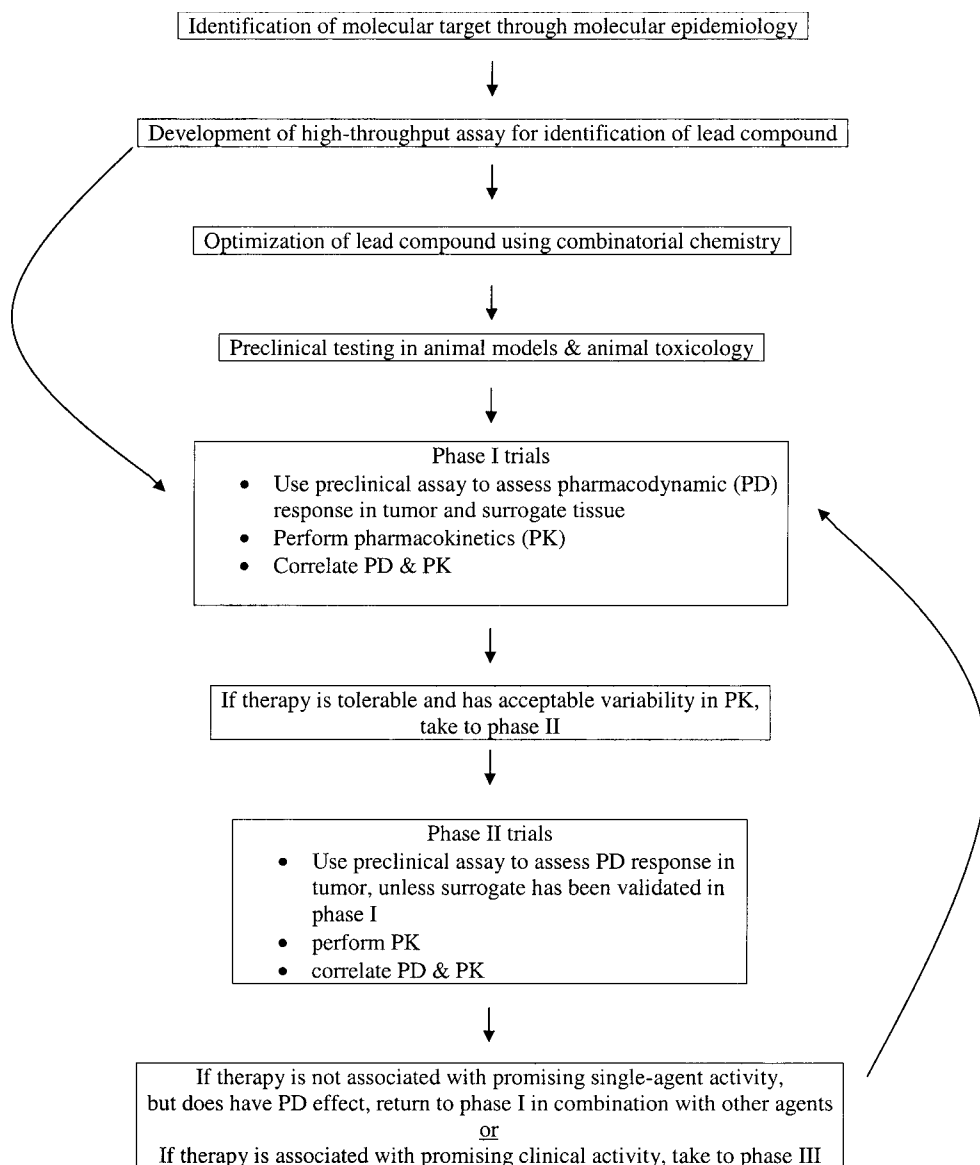 Identification of molecular target through molecular epidemiology
Development of high-throughput assay for identification of lead compound
Optimization of lead compound using combinatorial chemistry
Preclinical testing in animal models & animal toxicology
Phase I trials
• Use preclinical assay to assess pharmacodynamic (PD)
response in tumor and surrogate tissue
• Perform pharmacokinetics (PK)
• Correlate PD & PK
If therapy is tolerable and has acceptable variability in PK,
take to phase II
Phase II trials
• Use preclinical assay to assess PD response in
tumor, unless surrogate has been validated in
phase I
• perform PK
• correlate PD & PK
If therapy is not associated with promising single-agent activity,
but does have PD effect, return to phase I in combination with other agents
or
If therapy is associated with promising clinical activity, take to phase III